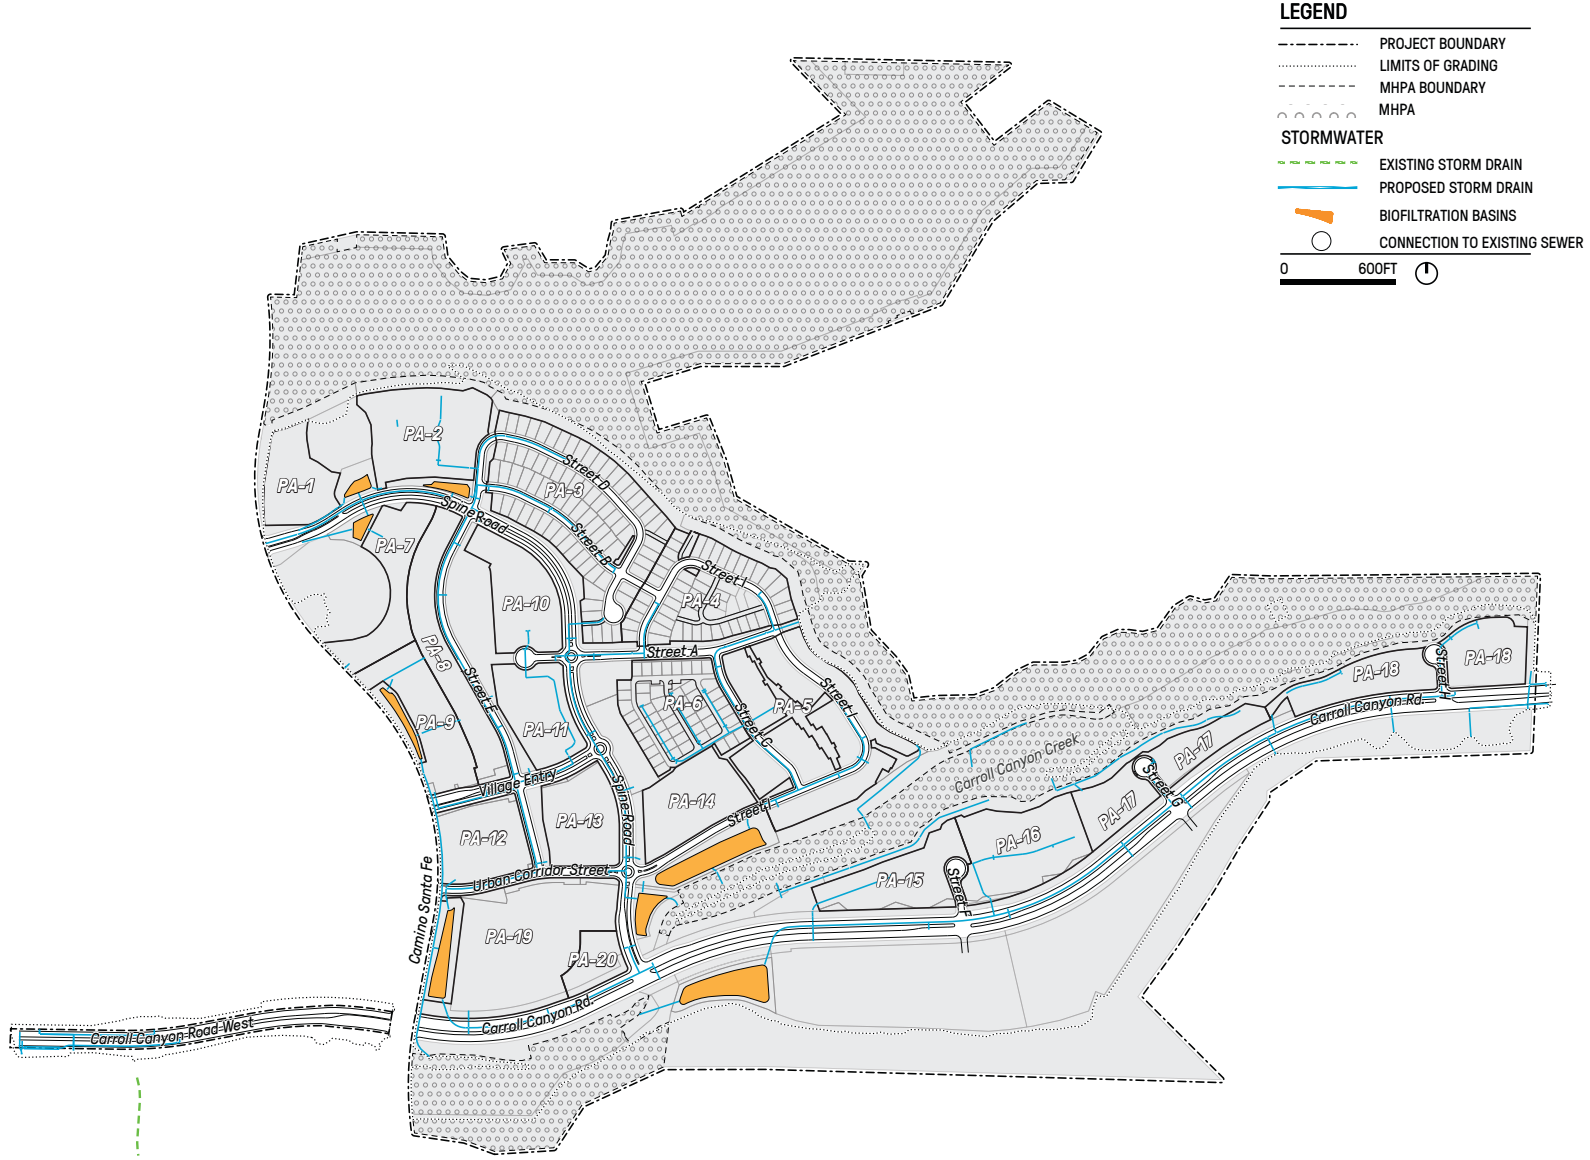 LEGEND
PROJECT BOUNDARY
LIMITS OF GRADING
MHPA BOUNDARY
MHPA
STORMWATER
EXISTING STORM DRAIN
PROPOSED STORM DRAIN
BIOFILTRATION BASINS
CONNECTION TO EXISTING SEWER
0 600FT
PA-2
PA-1
Street D
PA-3
Spine Road
Street B
PA-7
Street I
PA-4
PA-10
Street A
PA-8
Street E
PA-6
PA-5
Street I
Street C
PA-9
PA-11
Village Entry
Spine Road
PA-14
Street I
PA-12
PA-13
Urban Corridor Street
Camino Santa Fe
PA-19
PA-20
Carroll Canyon Rd.
Carroll Canyon Road West
Carroll Canyon Creek
PA-15
Street F
PA-16
PA-17
Street G
PA-17
Carroll Canyon Rd.
PA-18
Street H
PA-18